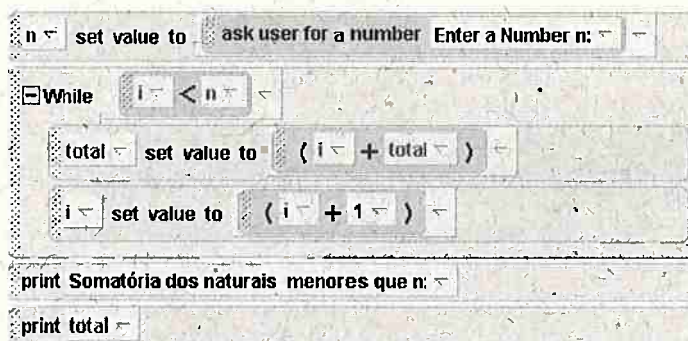 n set value to ask user for a number Enter a Number n:
While i < n
total set value to ( i + total )
i set value to ( i + 1 )
print Somatória dos naturais menores que n:
print total